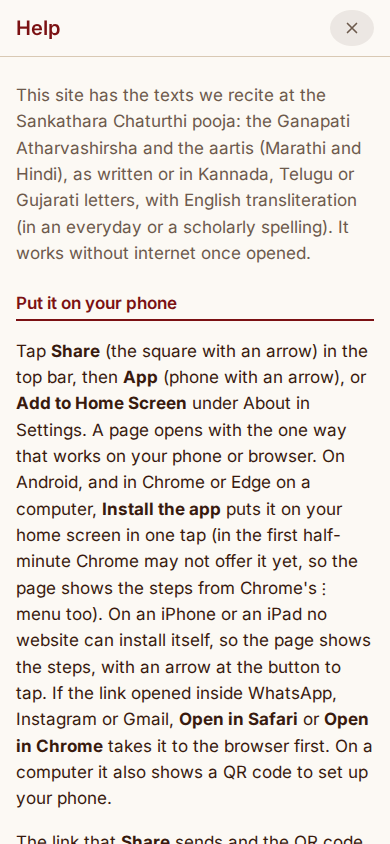 Help
This site has the texts we recite at the
Sankathara Chaturthi pooja: the Ganapati
Atharvashirsha and the aartis (Marathi and
Hindi), as written or in Kannada, Telugu or
Gujarati letters, with English transliteration
(in an everyday or a scholarly spelling). It
works without internet once opened.
Put it on your phone
Tap Share (the square with an arrow) in the
top bar, then App (phone with an arrow), or
Add to Home Screen under About in
Settings. A page opens with the one way
that works on your phone or browser. On
Android, and in Chrome or Edge on a
computer, Install the app puts it on your
home screen in one tap (in the first half-
minute Chrome may not offer it yet, so the
page shows the steps from Chrome's ⋮
menu too). On an iPhone or an iPad no
website can install itself, so the page shows
the steps, with an arrow at the button to
tap. If the link opened inside WhatsApp,
Instagram or Gmail, Open in Safari or Open
in Chrome takes it to the browser first. On a
computer it also shows a QR code to set up
your phone.
The link that Share sends and the QR code